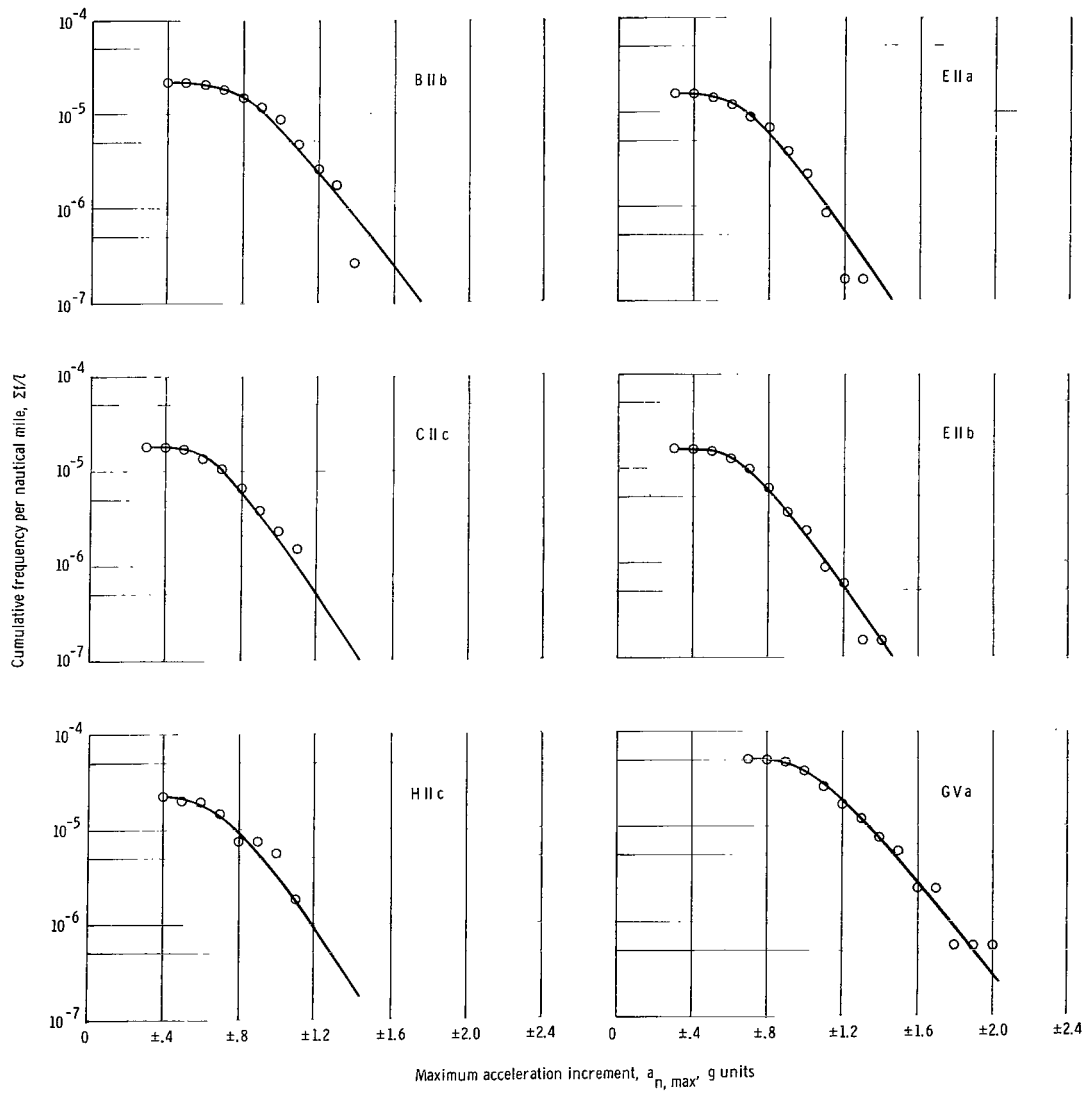 Cumulative frequency per nautical mile, Σf/l
10-4
10-5
10-6
10-7
B II b
E II a
10-4
10-5
10-6
10-7
C II c
E II b
10-4
10-5
10-6
10-7
H II c
G V a
0 ±.4 ±.8 ±1.2 ±1.6 ±2.0 ±2.4
0 ±.4 ±.8 ±1.2 ±1.6 ±2.0 ±2.4
Maximum acceleration increment, an, max, g units